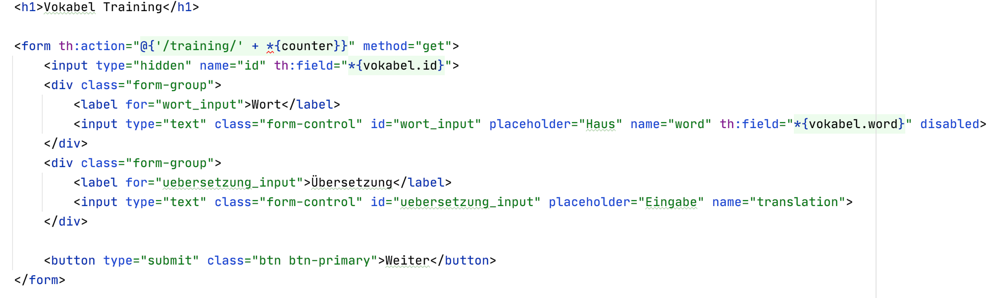 <h1>Vokabel Training</h1>
<form th:action="@{'/training/' + *{counter}}" method="get">
<input type="hidden" name="id" th:field="*{vokabel.id}">
<div class="form-group">
<label for="wort_input">Wort</label>
<input type="text" class="form-control" id="wort_input" placeholder="Haus" name="word" th:field="*{vokabel.word}" disabled>
</div>
<div class="form-group">
<label for="uebersetzung_input">Übersetzung</label>
<input type="text" class="form-control" id="uebersetzung_input" placeholder="Eingabe" name="translation">
</div>
<button type="submit" class="btn btn-primary">Weiter</button>
</form>